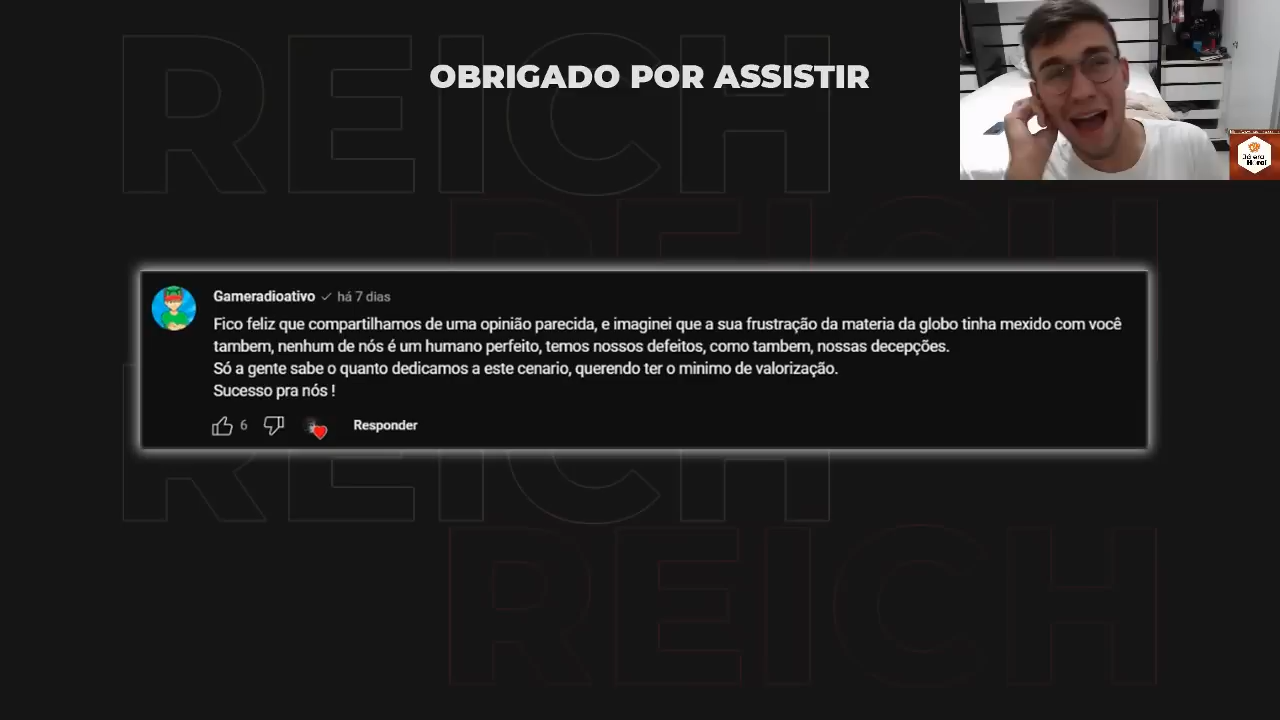 REICH
OBRIGADO POR ASSISTIR
REICH
Gameradioativo há 7 dias
Fico feliz que compartilhamos de uma opinião parecida, e imaginei que a sua frustração da materia da globo tinha mexido com você
tambem, nenhum de nós é um humano perfeito, temos nossos defeitos, como tambem, nossas decepções.
Só a gente sabe o quanto dedicamos a este cenario, querendo ter o minimo de valorização.
Sucesso pra nós !
6 Responder
REICH
REICH